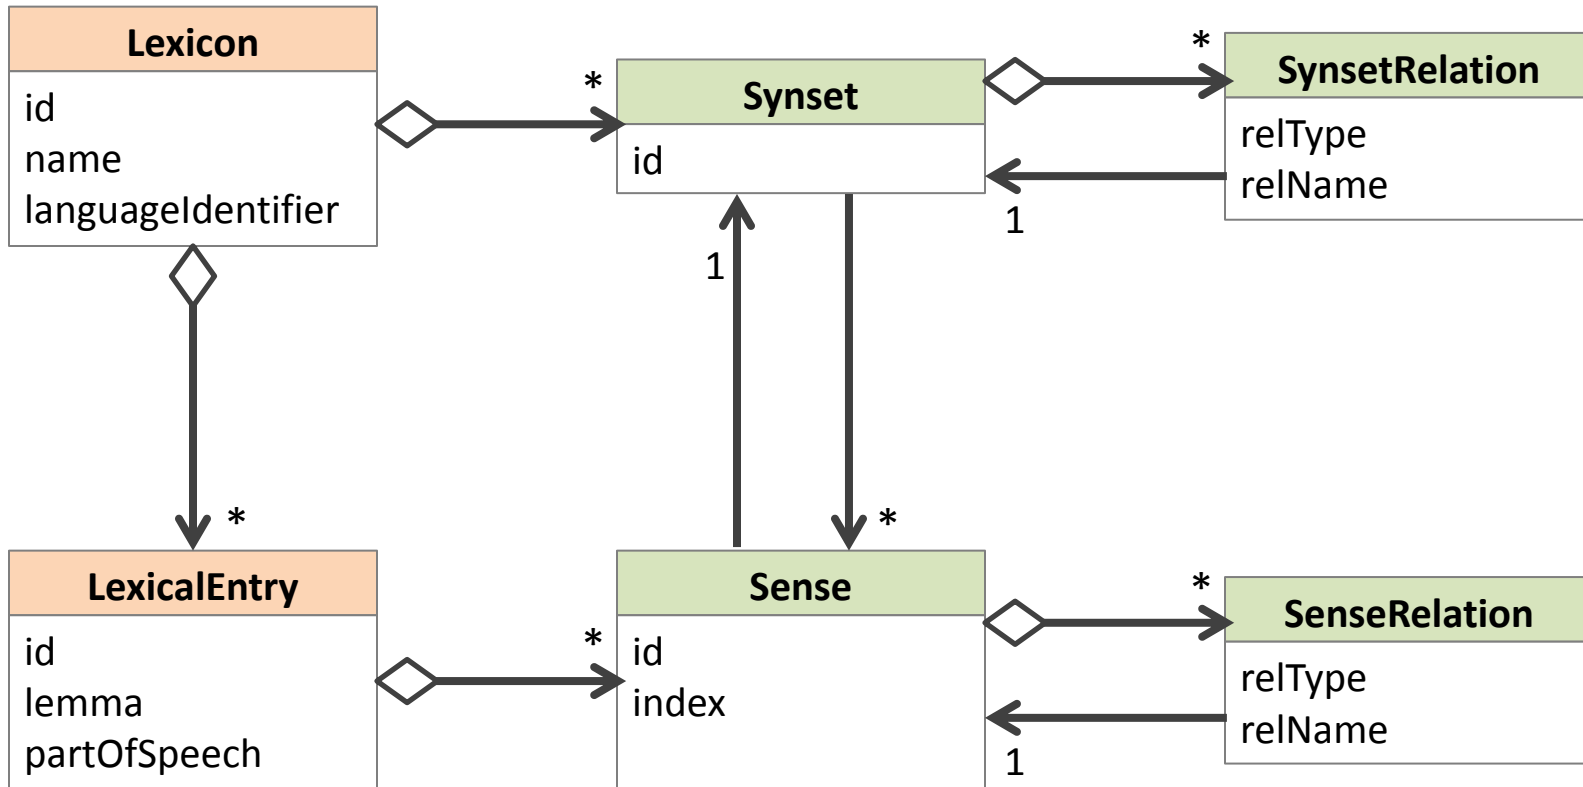 Lexicon
id
name
languageIdentifier
*
Synset
id
*
SynsetRelation
relType
relName
1
1
*
*
LexicalEntry
id
lemma
partOfSpeech
*
Sense
id
index
*
SenseRelation
relType
relName
1